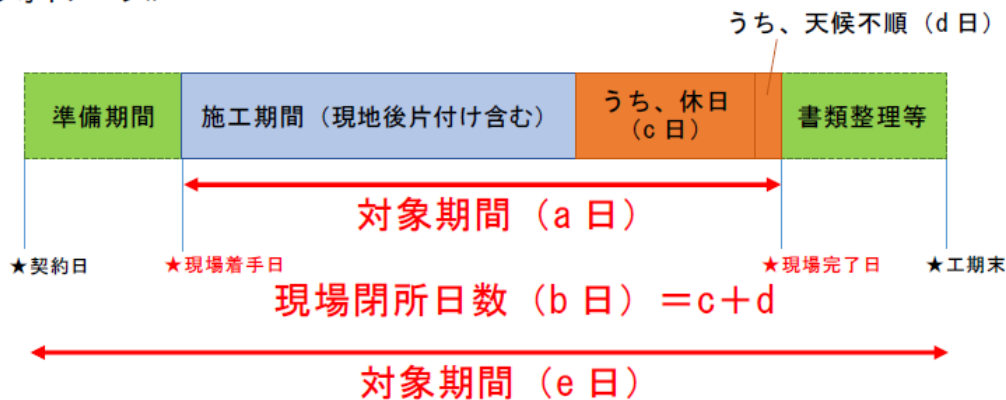 うち、天候不順（d 日）
準備期間
施工期間（現地後片付け含む）
うち、休日
（c 日）
書類整理等
対象期間（a 日）
★契約日
★現場着手日
★現場完了日
★工期末
現場閉所日数（b 日）＝c＋d
対象期間（e 日）